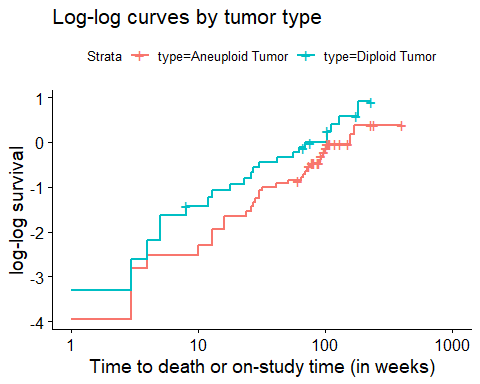 Log-log curves by tumor type
Strata type=Aneuploid Tumor type=Diploid Tumor
log-log survival
1
0
-1
-2
-3
-4
1 10 100 1000
Time to death or on-study time (in weeks)